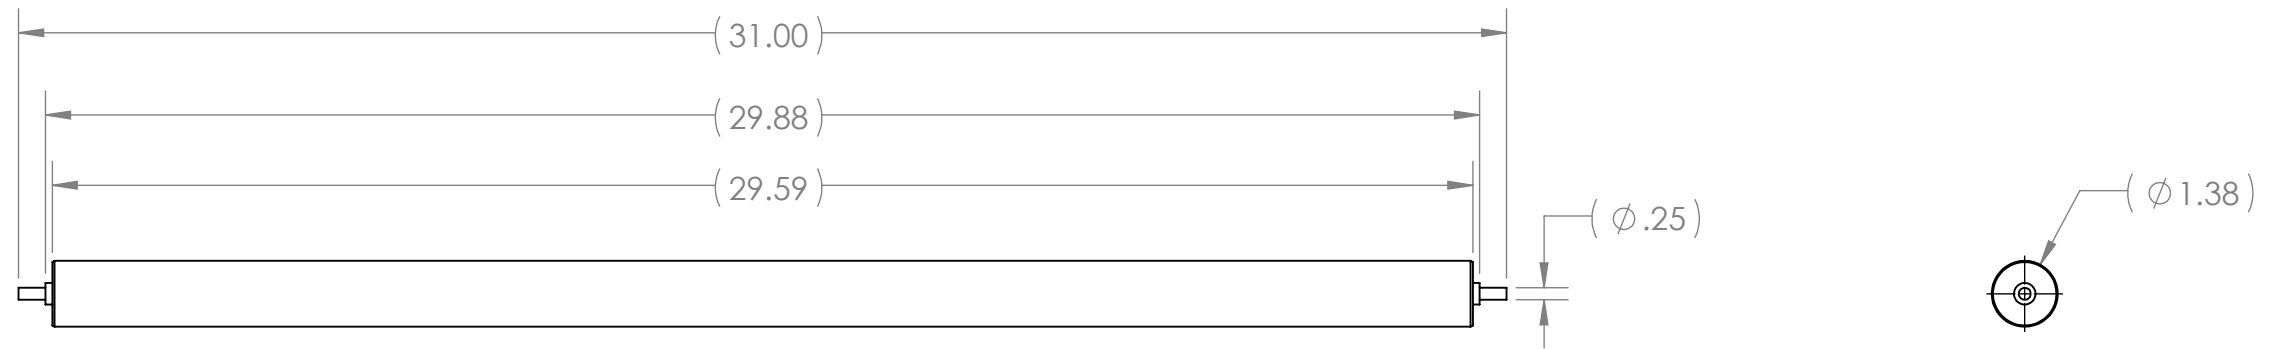 ( 31.00 )
( 29.88 )
( 29.59 )
( ∅.25 )
( ∅1.38 )